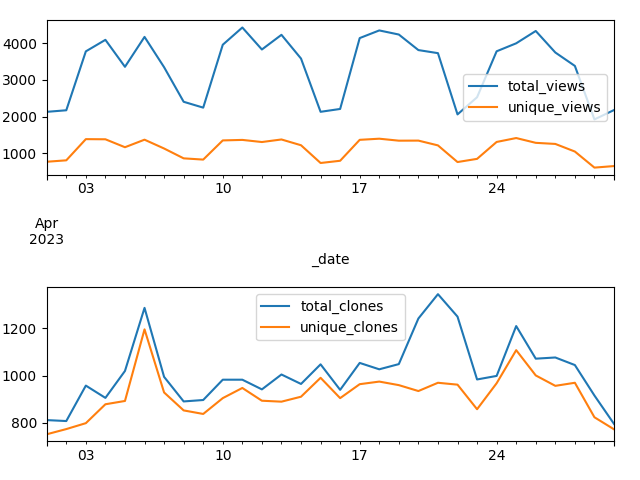 4000
3000
2000
1000
total_views
unique_views
03
10
17
24
Apr
2023
_date
total_clones
unique_clones
1200
1000
800
03
10
17
24